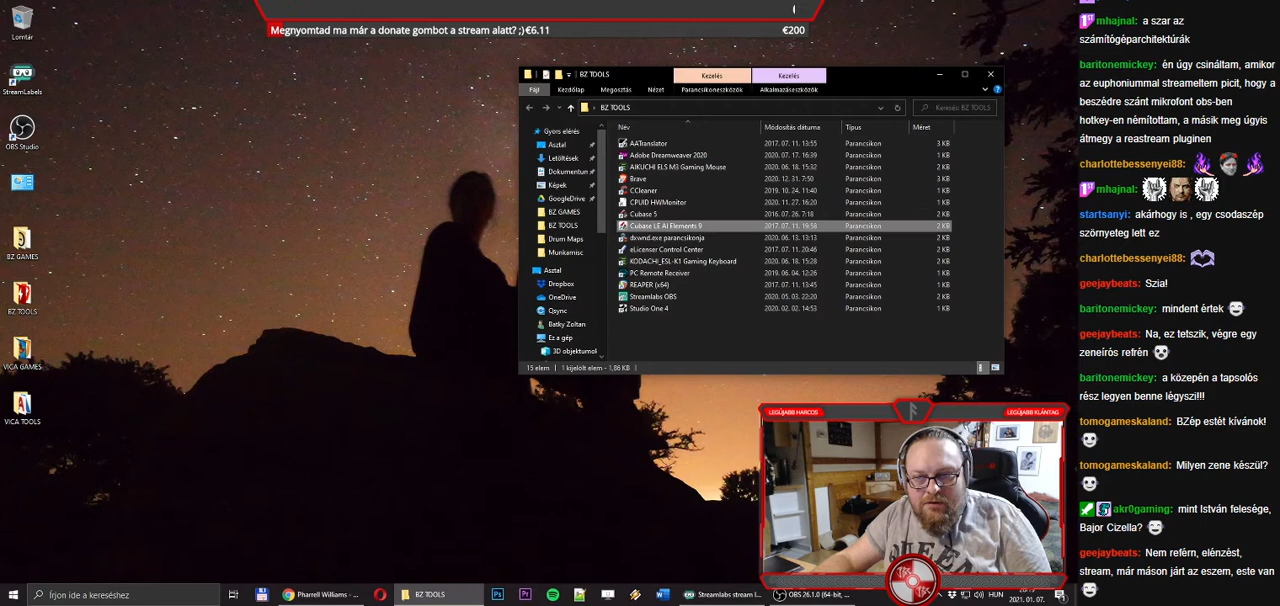 Megnyomtad ma már a donate gombot a stream alatt? ;) €6.11
€200
Lomtár
StreamLabels
OBS Studio
BZ GAMES
BZ TOOLS
VICA GAMES
VICA TOOLS
BZ TOOLS
Kezelés
Kezelés
Fájl
Kezdőlap
Megosztás
Nézet
Parancsikoneszközök
Alkalmazáseszközök
BZ TOOLS
Keresés: BZ TOOLS
Név
Módosítás dátuma
Típus
Méret
Gyors elérés
Asztal
Letöltések
Dokumentun
Képek
GoogleDrive
BZ GAMES
BZ TOOLS
Drum Maps
Munkamisc
Asztal
Dropbox
OneDrive
Qsync
Batky Zoltan
Ez a gép
3D objektumok
AATranslator 2017. 07. 11. 13:55 Parancsikon 3 KB
Adobe Dreamweaver 2020 2020. 07. 17. 16:39 Parancsikon 1 KB
AIKUCHI ELS M3 Gaming Mouse 2020. 06. 18. 15:32 Parancsikon 2 KB
Brave 2020. 12. 31. 7:50 Parancsikon 3 KB
CCleaner 2019. 10. 24. 11:40 Parancsikon 1 KB
CPUID HWMonitor 2020. 11. 27. 16:20 Parancsikon 1 KB
Cubase 5 2016. 07. 26. 7:18 Parancsikon 2 KB
Cubase LE AI Elements 9 2017. 07. 11. 19:58 Parancsikon 2 KB
dxwnd.exe parancsikonja 2020. 06. 13. 13:13 Parancsikon 2 KB
eLicenser Control Center 2017. 07. 11. 20:46 Parancsikon 2 KB
KODACHI_ESL-K1 Gaming Keyboard 2020. 06. 18. 15:28 Parancsikon 2 KB
PC Remote Receiver 2019. 06. 04. 12:26 Parancsikon 1 KB
REAPER (x64) 2017. 07. 11. 13:45 Parancsikon 1 KB
Streamlabs OBS 2020. 05. 03. 22:20 Parancsikon 2 KB
Studio One 4 2020. 02. 02. 14:53 Parancsikon 1 KB
15 elem
1 kijelölt elem - 1,86 KB
LEGÚJABB HARCOS
LEGÚJABB KLÁNTAG
mhajnal: a szar az
számítógéparchitektúrák
baritonemickey: én úgy csináltam, amikor
az euphoniummal streameltem picit, hogy a
beszédre szánt mikrofont obs-ben
hotkey-en némítottam, a másik meg úgyis
átmegy a reastream pluginen
charlottebessenyei88:
mhajnal:
startsanyi: akárhogy is , egy csodaszép
szörnyeteg lett ez
charlottebessenyei88:
geejaybeats: Szia!
baritonemickey: mindent értek
geejaybeats: Na, ez tetszik, végre egy
zeneírós refrén
baritonemickey: a közepén a tapsolós
rész legyen benne légyszi!!!
tomogameskaland: BZép estét kívánok!
tomogameskaland: Milyen zene készül?
akr0gaming: mint István felesége,
Bajor Cizella?
geejaybeats: Nem refern, elénzést,
stream, már máson járt az eszem, este van
Írjon ide a kereséshez
Pharrell Williams - ...
BZ TOOLS
Streamlabs stream l...
OBS 26.1.0 (64-bit, ...
HUN
2021. 01. 07.